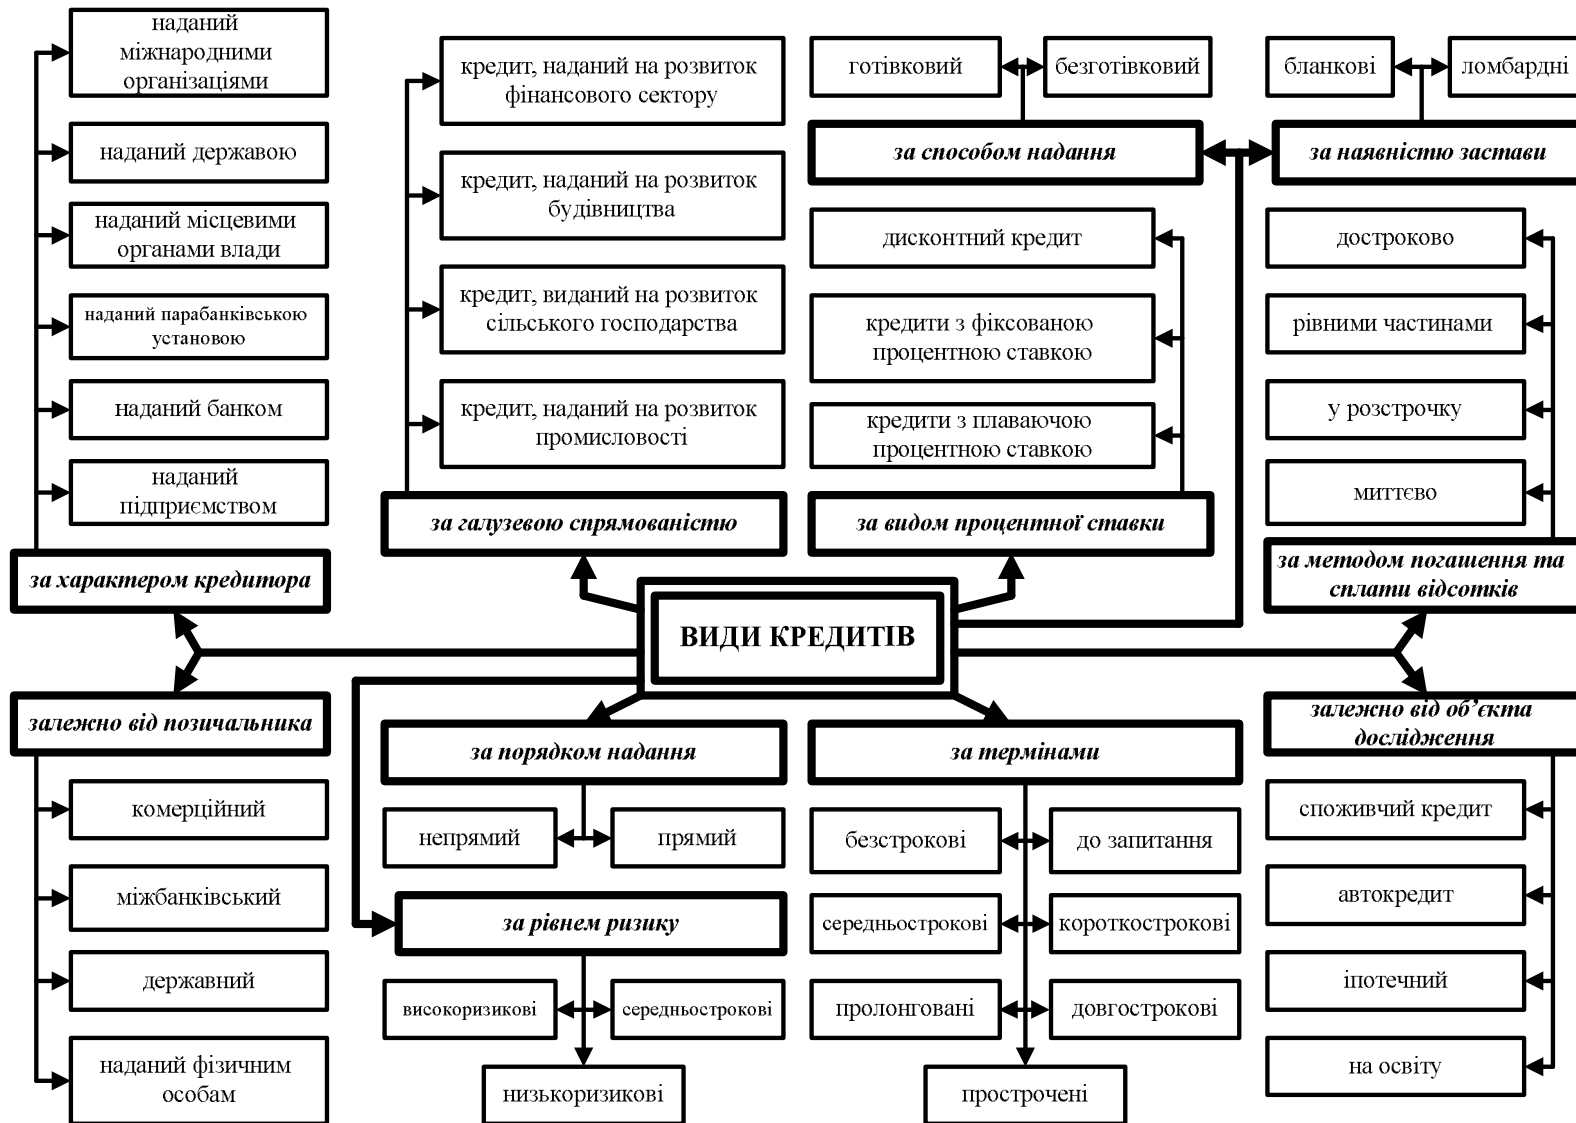 наданий
міжнародними
організаціями
наданий державою
наданий місцевими
органами влади
наданий парабанківською
установою
наданий банком
наданий
підприємством
за характером кредитора
кредит, наданий на розвиток
фінансового сектору
кредит, наданий на розвиток
будівництва
кредит, виданий на розвиток
сільського господарства
кредит, наданий на розвиток
промисловості
за галузевою спрямованістю
готівковий
безготівковий
за способом надання
дисконтний кредит
кредити з фіксованою
процентною ставкою
кредити з плаваючою
процентною ставкою
за видом процентної ставки
бланкові
ломбардні
за наявністю застави
достроково
рівними частинами
у розстрочку
миттєво
за методом погашення та
сплати відсотків
ВИДИ КРЕДИТІВ
залежно від позичальника
комерційний
міжбанківський
державний
наданий фізичним
особам
за порядком надання
непрямий
прямий
за рівнем ризику
високоризикові
середньострокові
низькоризикові
за термінами
безстрокові
до запитання
середньострокові
короткострокові
пролонговані
довгострокові
прострочені
залежно від об’єкта
дослідження
споживчий кредит
автокредит
іпотечний
на освіту